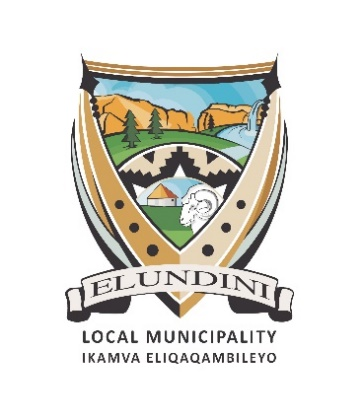 ELUNDINI
LOCAL MUNICIPALITY
IKAMVA ELIQAQAMBILEYO